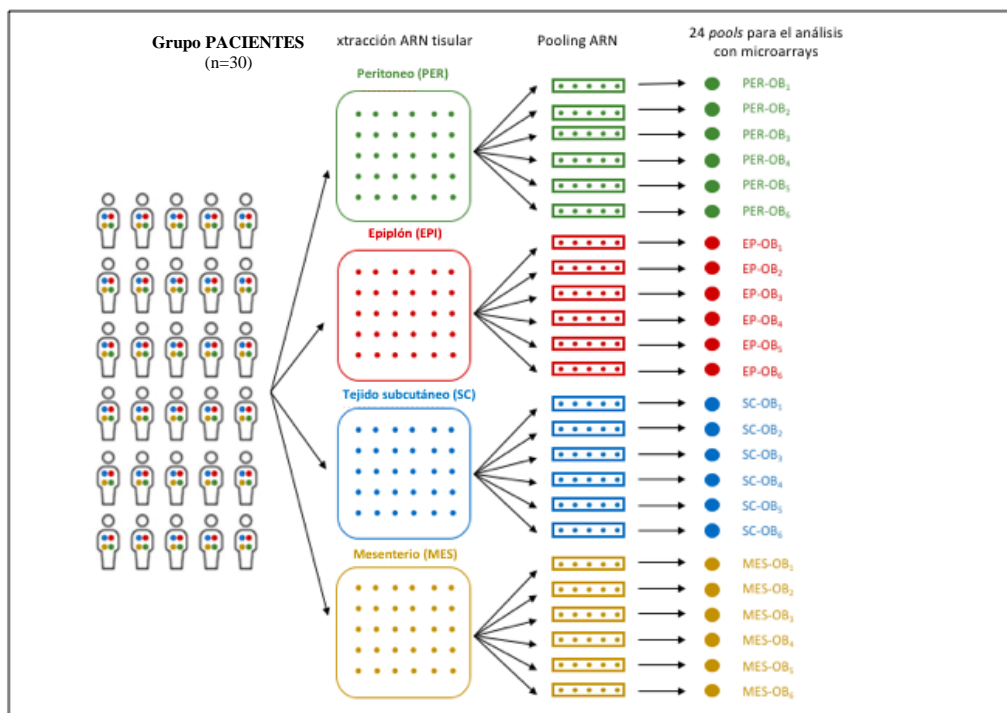 Grupo PACIENTES
(n=30)
xtracción ARN tisular
Pooling ARN
24 pools para el análisis
con microarrays
Peritoneo (PER)
PER-OB₁
PER-OB₂
PER-OB₃
PER-OB₄
PER-OB₅
PER-OB₆
Epiplón (EPI)
EP-OB₁
EP-OB₂
EP-OB₃
EP-OB₄
EP-OB₅
EP-OB₆
Tejido subcutáneo (SC)
SC-OB₁
SC-OB₂
SC-OB₃
SC-OB₄
SC-OB₅
SC-OB₆
Mesenterio (MES)
MES-OB₁
MES-OB₂
MES-OB₃
MES-OB₄
MES-OB₅
MES-OB₆